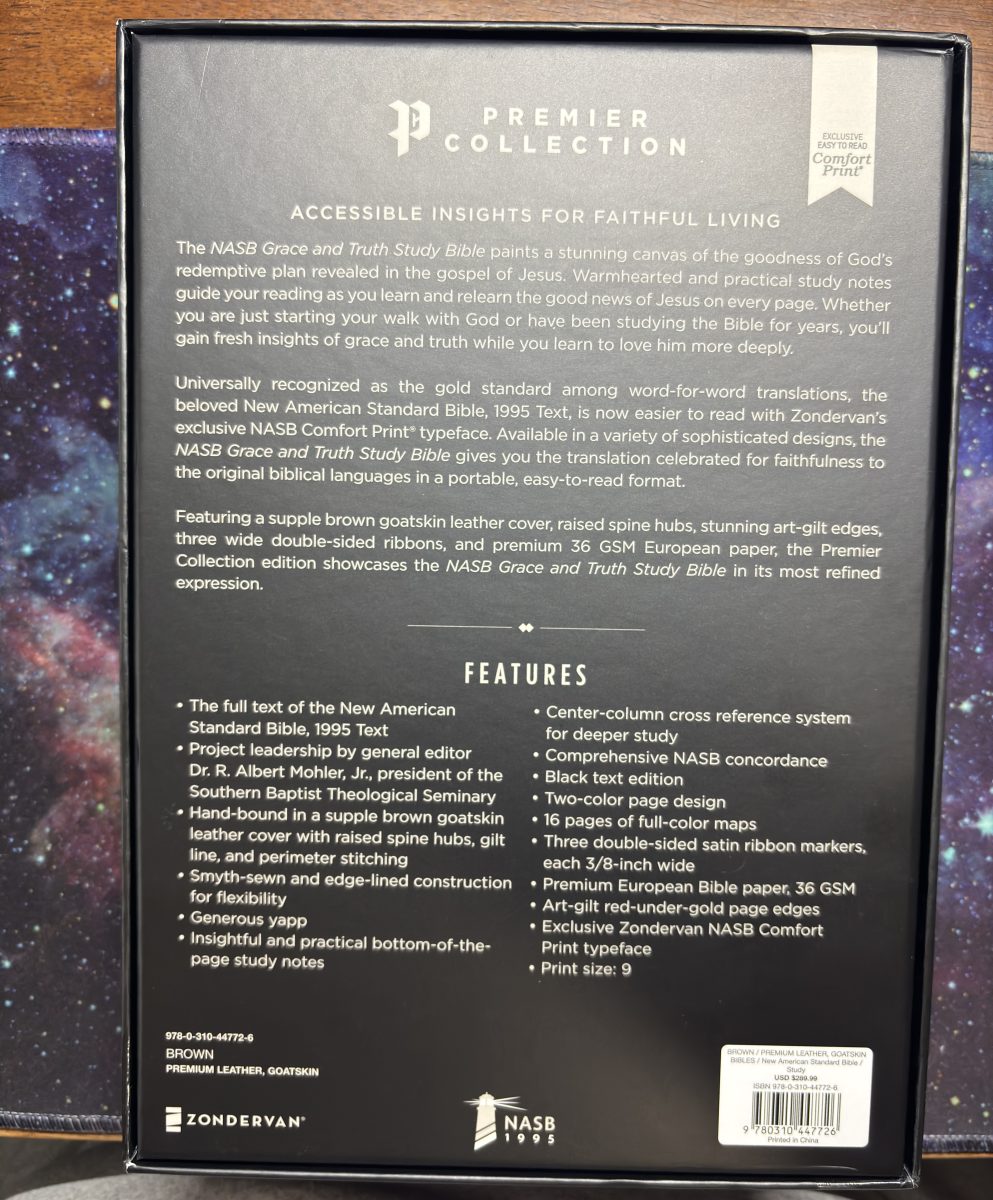 PREMIER
COLLECTION
EXCLUSIVE
EASY TO READ
Comfort
Print®
ACCESSIBLE INSIGHTS FOR FAITHFUL LIVING
The NASB Grace and Truth Study Bible paints a stunning canvas of the goodness of God's
redemptive plan revealed in the gospel of Jesus. Warmhearted and practical study notes
guide your reading as you learn and relearn the good news of Jesus on every page. Whether
you are just starting your walk with God or have been studying the Bible for years, you'll
gain fresh insights of grace and truth while you learn to love him more deeply.
Universally recognized as the gold standard among word-for-word translations, the
beloved New American Standard Bible, 1995 Text, is now easier to read with Zondervan's
exclusive NASB Comfort Print® typeface. Available in a variety of sophisticated designs, the
NASB Grace and Truth Study Bible gives you the translation celebrated for faithfulness to
the original biblical languages in a portable, easy-to-read format.
Featuring a supple brown goatskin leather cover, raised spine hubs, stunning art-gilt edges,
three wide double-sided ribbons, and premium 36 GSM European paper, the Premier
Collection edition showcases the NASB Grace and Truth Study Bible in its most refined
expression.
FEATURES
• The full text of the New American
Standard Bible, 1995 Text
• Project leadership by general editor
Dr. R. Albert Mohler, Jr., president of the
Southern Baptist Theological Seminary
• Hand-bound in a supple brown goatskin
leather cover with raised spine hubs, gilt
line, and perimeter stitching
• Smyth-sewn and edge-lined construction
for flexibility
• Generous yapp
• Insightful and practical bottom-of-the-
page study notes
• Center-column cross reference system
for deeper study
• Comprehensive NASB concordance
• Black text edition
• Two-color page design
• 16 pages of full-color maps
• Three double-sided satin ribbon markers,
each 3/8-inch wide
• Premium European Bible paper, 36 GSM
• Art-gilt red-under-gold page edges
• Exclusive Zondervan NASB Comfort
Print typeface
• Print size: 9
978-0-310-44772-6
BROWN
PREMIUM LEATHER, GOATSKIN
ZONDERVAN®
NASB
1995
BROWN / PREMIUM LEATHER, GOATSKIN
BIBLES / New American Standard Bible /
Study
USD $289.99
ISBN 978-0-310-44772-6
9 780310 447726
Printed in China